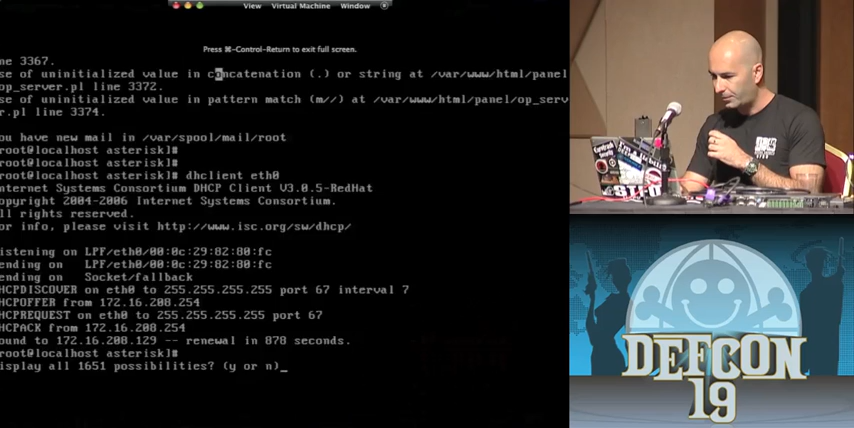 View Virtual Machine Window
Press ⌘-Control-Return to exit full screen.
ne 3367.
se of uninitialized value in concatenation (.) or string at /var/www/html/panel
op_server.pl line 3372.
se of uninitialized value in pattern match (m//) at /var/www/html/panel/op_serv
r.pl line 3374.
ou have new mail in /var/spool/mail/root
root@localhost asterisk]#
root@localhost asterisk]#
root@localhost asterisk]# dhclient eth0
nternet Systems Consortium DHCP Client V3.0.5-RedHat
opyright 2004-2006 Internet Systems Consortium.
ll rights reserved.
or info, please visit http://www.isc.org/sw/dhcp/
istening on LPF/eth0/00:0c:29:82:80:fc
ending on   LPF/eth0/00:0c:29:82:80:fc
ending on   Socket/fallback
HCPDISCOVER on eth0 to 255.255.255.255 port 67 interval 7
HCPOFFER from 172.16.208.254
HCPREQUEST on eth0 to 255.255.255.255 port 67
HCPACK from 172.16.208.254
ound to 172.16.208.129 -- renewal in 878 seconds.
root@localhost asterisk]#
isplay all 1651 possibilities? (y or n)_
DEFCON
19